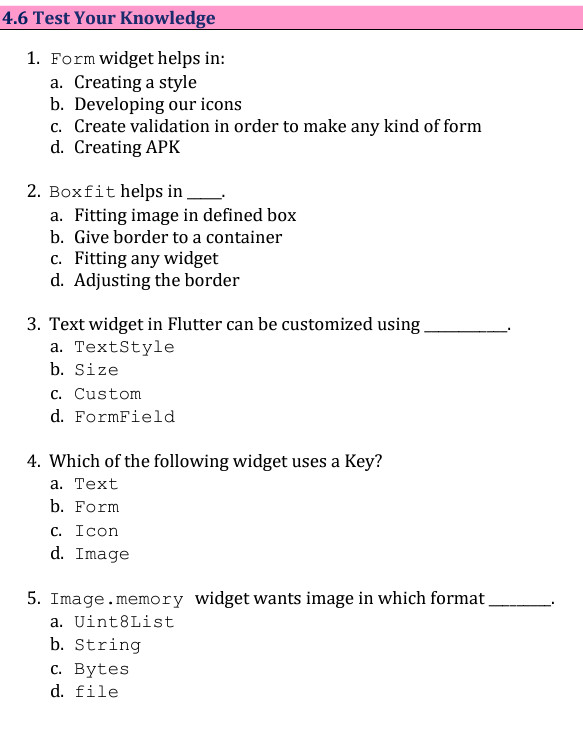 4.6 Test Your Knowledge
1. Form widget helps in:
a. Creating a style
b. Developing our icons
c. Create validation in order to make any kind of form
d. Creating APK
2. Boxfit helps in _____.
a. Fitting image in defined box
b. Give border to a container
c. Fitting any widget
d. Adjusting the border
3. Text widget in Flutter can be customized using ____________.
a. TextStyle
b. Size
c. Custom
d. FormField
4. Which of the following widget uses a Key?
a. Text
b. Form
c. Icon
d. Image
5. Image.memory widget wants image in which format _________.
a. Uint8List
b. String
c. Bytes
d. file